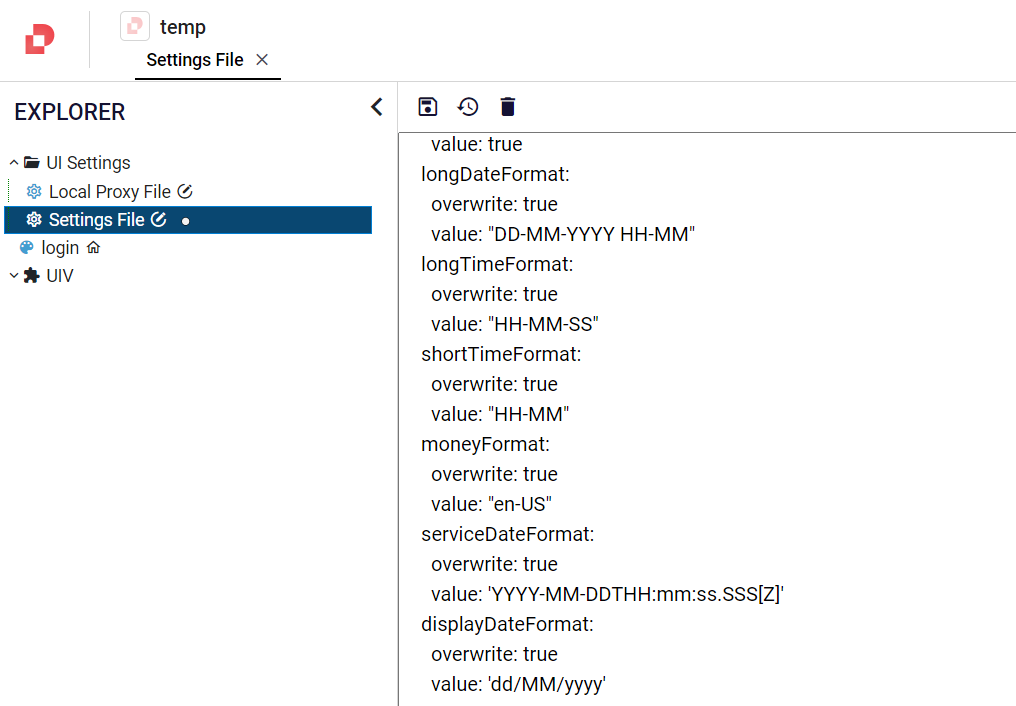 temp
Settings File
EXPLORER
UI Settings
Local Proxy File
Settings File
login
UIV
value: true
longDateFormat:
overwrite: true
value: "DD-MM-YYYY HH-MM"
longTimeFormat:
overwrite: true
value: "HH-MM-SS"
shortTimeFormat:
overwrite: true
value: "HH-MM"
moneyFormat:
overwrite: true
value: "en-US"
serviceDateFormat:
overwrite: true
value: 'YYYY-MM-DDTHH:mm:ss.SSS[Z]'
displayDateFormat:
overwrite: true
value: 'dd/MM/yyyy'